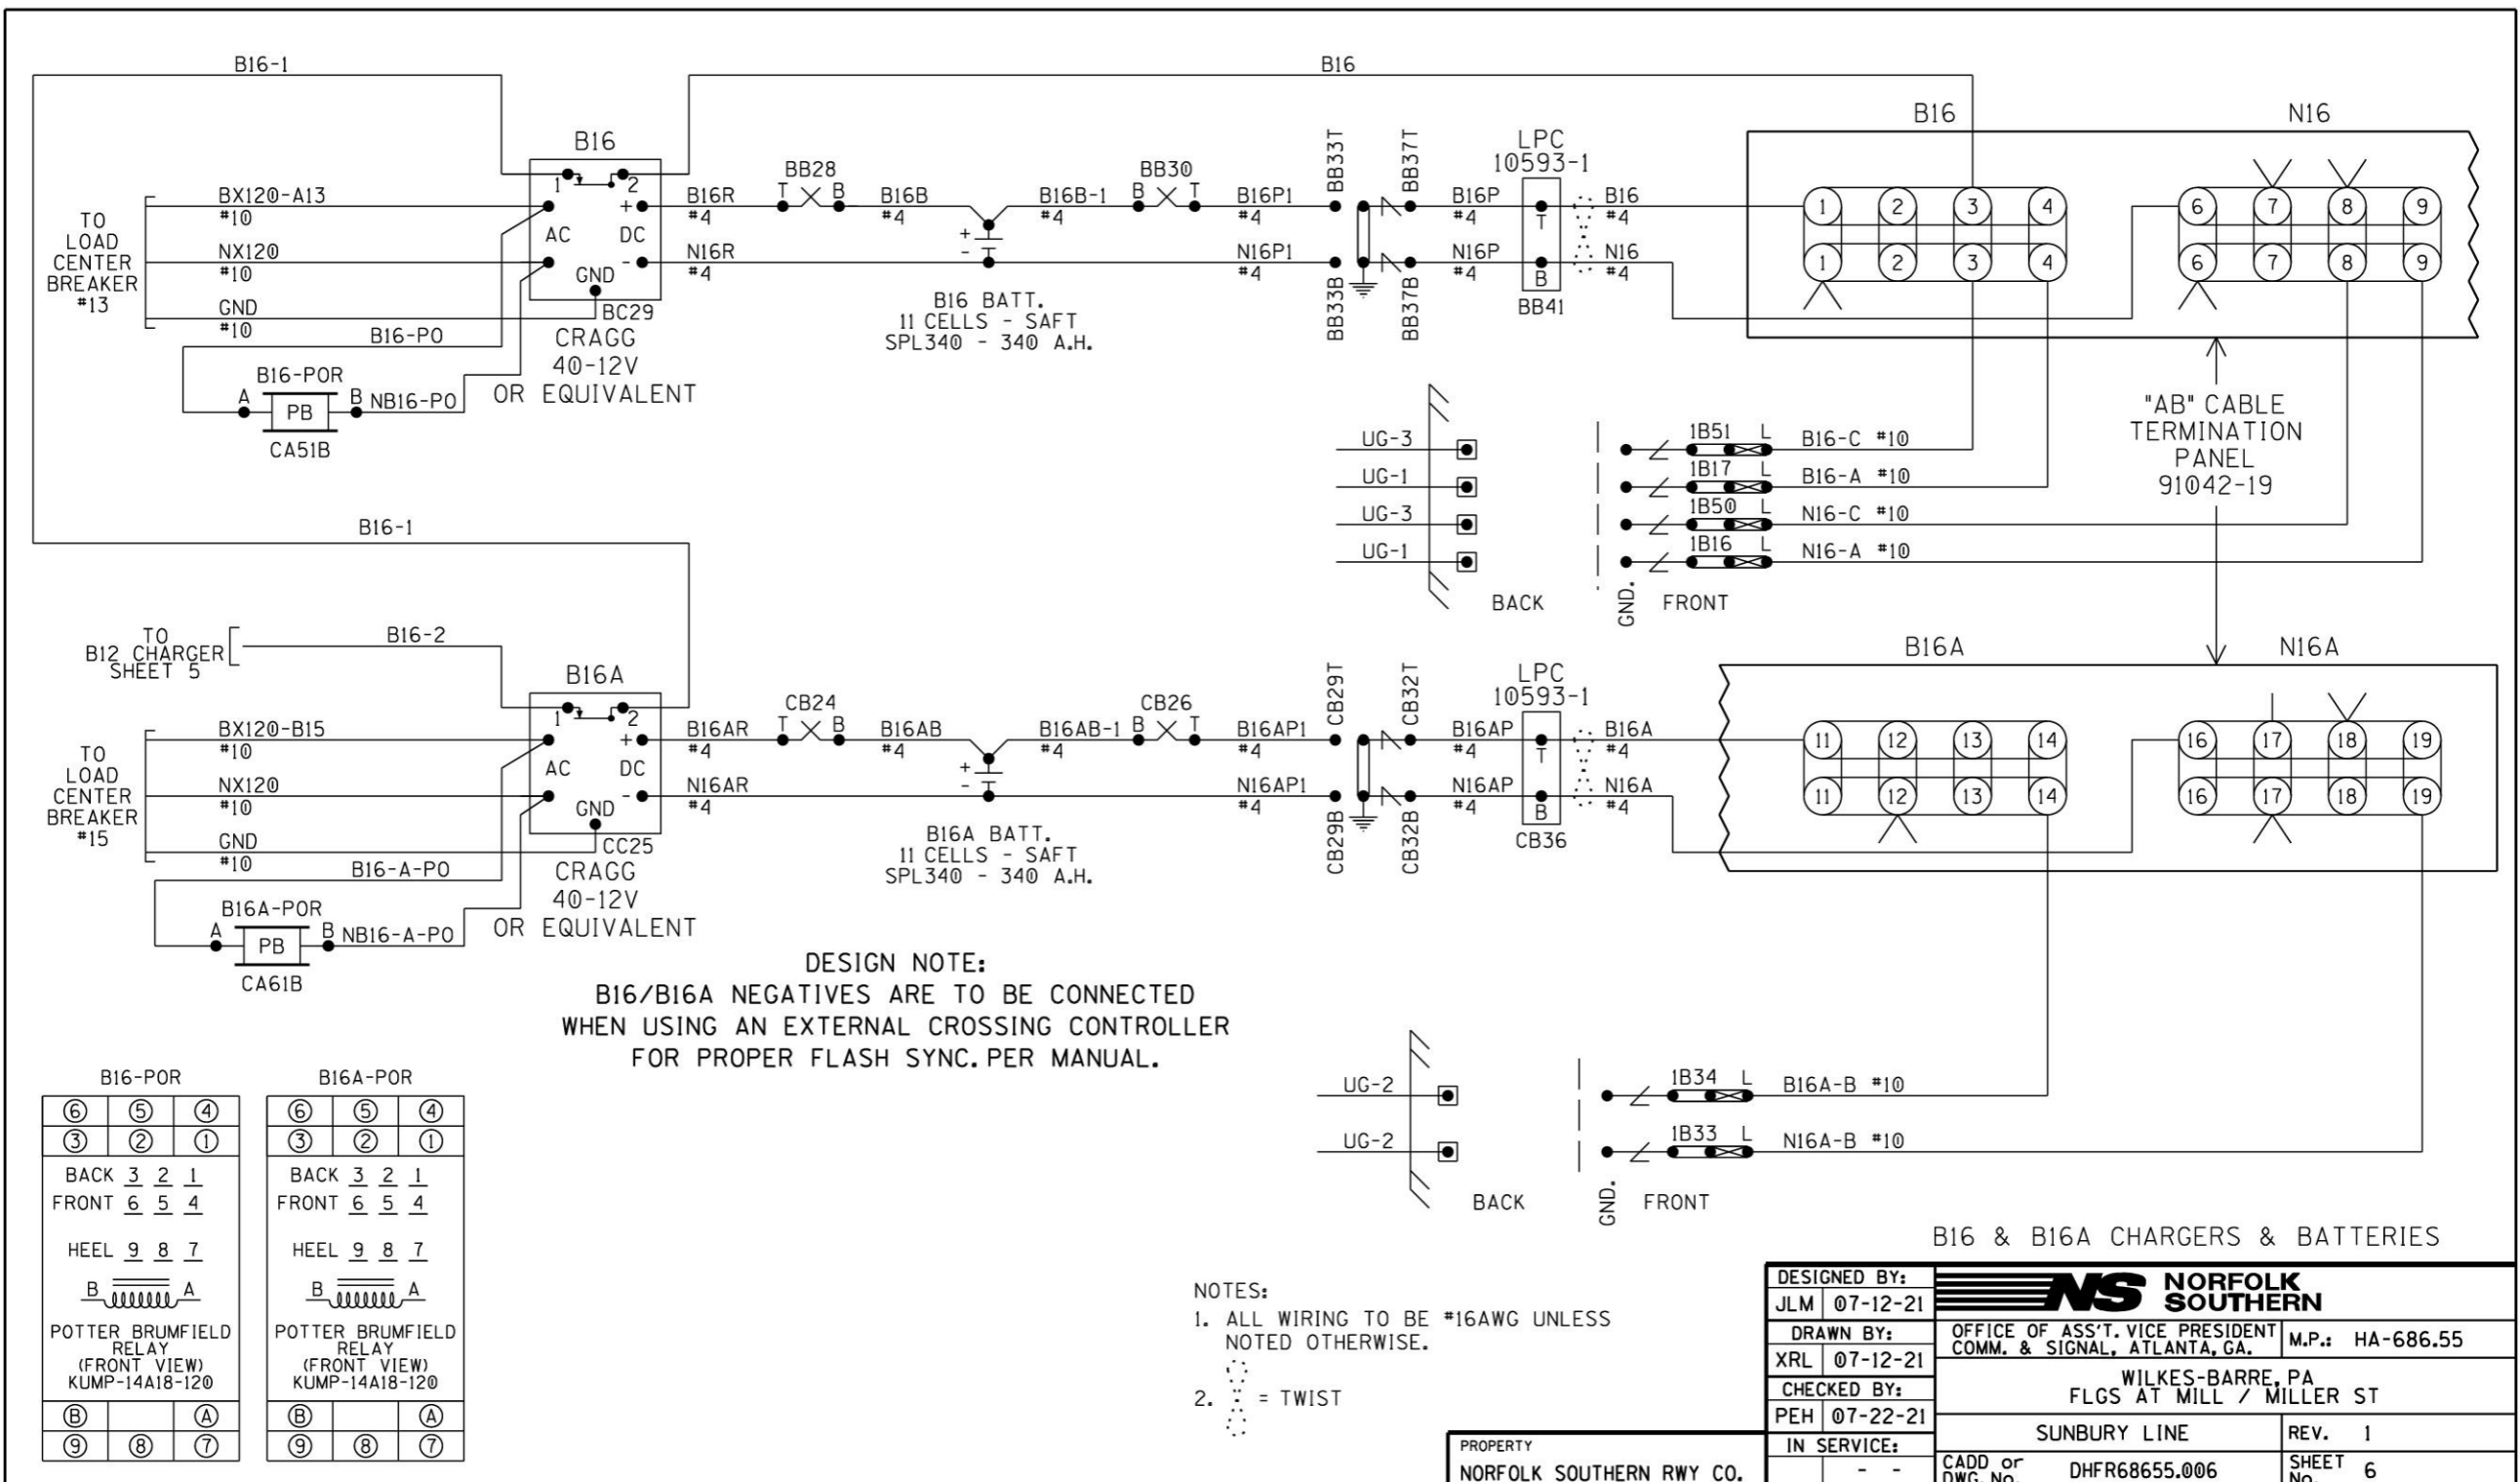 B16-1
B16
B16
BX120-A13
#10
NX120
#10
GND
#10
TO
LOAD
CENTER
BREAKER
#13
B16-PO
B16-POR
A
PB
B
NB16-PO
CA51B
1
2
+
AC
DC
-
GND
BC29
CRAGG
40-12V
OR EQUIVALENT
B16R
#4
N16R
#4
BB28
T
B
B16B
#4
+
-
B16 BATT.
11 CELLS - SAFT
SPL340 - 340 A.H.
B16B-1
#4
BB30
B
T
B16P1
#4
N16P1
#4
BB33T
BB37T
BB33B
BB37B
B16P
#4
N16P
#4
LPC
10593-1
T
B
BB41
B16
#4
N16
#4
B16
N16
1 2 3 4
1 2 3 4
6 7 8 9
6 7 8 9
"AB" CABLE
TERMINATION
PANEL
91042-19
UG-3
1B51 L
B16-C #10
UG-1
1B17 L
B16-A #10
UG-3
1B50 L
N16-C #10
UG-1
1B16 L
N16-A #10
BACK
GND.
FRONT
B16-1
TO
B12 CHARGER
SHEET 5
B16-2
B16A
BX120-B15
#10
NX120
#10
GND
#10
TO
LOAD
CENTER
BREAKER
#15
B16-A-PO
B16A-POR
A
PB
B
NB16-A-PO
CA61B
1
2
+
AC
DC
-
GND
CC25
CRAGG
40-12V
OR EQUIVALENT
B16AR
#4
N16AR
#4
CB24
T
B
B16AB
#4
+
-
B16A BATT.
11 CELLS - SAFT
SPL340 - 340 A.H.
B16AB-1
#4
CB26
B
T
B16AP1
#4
N16AP1
#4
CB29T
CB32T
CB29B
CB32B
B16AP
#4
N16AP
#4
LPC
10593-1
T
B
CB36
B16A
#4
N16A
#4
B16A
N16A
11 12 13 14
11 12 13 14
16 17 18 19
16 17 18 19
DESIGN NOTE:
B16/B16A NEGATIVES ARE TO BE CONNECTED
WHEN USING AN EXTERNAL CROSSING CONTROLLER
FOR PROPER FLASH SYNC. PER MANUAL.
UG-2
1B34 L
B16A-B #10
UG-2
1B33 L
N16A-B #10
BACK
GND.
FRONT
B16-POR
6 5 4
3 2 1
BACK 3 2 1
FRONT 6 5 4
HEEL 9 8 7
B A
POTTER BRUMFIELD
RELAY
(FRONT VIEW)
KUMP-14A18-120
B A
9 8 7
B16A-POR
6 5 4
3 2 1
BACK 3 2 1
FRONT 6 5 4
HEEL 9 8 7
B A
POTTER BRUMFIELD
RELAY
(FRONT VIEW)
KUMP-14A18-120
B A
9 8 7
NOTES:
1. ALL WIRING TO BE #16AWG UNLESS
NOTED OTHERWISE.
2. = TWIST
B16 & B16A CHARGERS & BATTERIES
PROPERTY
NORFOLK SOUTHERN RWY CO.
DESIGNED BY:
JLM 07-12-21
DRAWN BY:
XRL 07-12-21
CHECKED BY:
PEH 07-22-21
IN SERVICE:
- -
NS NORFOLK
SOUTHERN
OFFICE OF ASS'T. VICE PRESIDENT
COMM. & SIGNAL, ATLANTA, GA.
M.P.: HA-686.55
WILKES-BARRE, PA
FLGS AT MILL / MILLER ST
SUNBURY LINE
REV. 1
CADD or
DWG. No.
DHFR68655.006
SHEET
No. 6